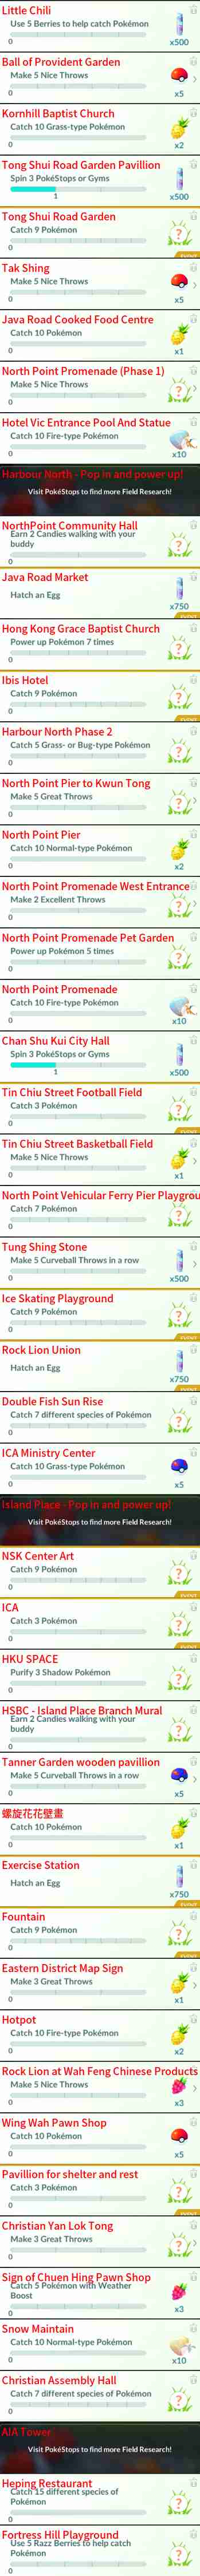 Little Chili
Use 5 Berries to help catch Pokémon
0
x500
Ball of Provident Garden
Make 5 Nice Throws
0
x5
Kornhill Baptist Church
Catch 10 Grass-type Pokémon
0
x2
Tong Shui Road Garden Pavillion
Spin 3 PokéStops or Gyms
1
x500
Tong Shui Road Garden
Catch 9 Pokémon
0
EVENT
Tak Shing
Make 5 Nice Throws
0
x5
Java Road Cooked Food Centre
Catch 10 Pokémon
0
x1
North Point Promenade (Phase 1)
Make 5 Nice Throws
0
Hotel Vic Entrance Pool And Statue
Catch 10 Fire-type Pokémon
0
x10
Harbour North - Pop in and power up!
Visit PokéStops to find more Field Research!
NorthPoint Community Hall
Earn 2 Candies walking with your
buddy
0
Java Road Market
Hatch an Egg
x750
EVENT
Hong Kong Grace Baptist Church
Power up Pokémon 7 times
0
Ibis Hotel
Catch 9 Pokémon
0
EVENT
Harbour North Phase 2
Catch 5 Grass- or Bug-type Pokémon
0
North Point Pier to Kwun Tong
Make 5 Great Throws
0
North Point Pier
Catch 10 Normal-type Pokémon
0
x2
North Point Promenade West Entrance
Make 2 Excellent Throws
0
North Point Promenade Pet Garden
Power up Pokémon 5 times
0
North Point Promenade
Catch 10 Fire-type Pokémon
0
x10
Chan Shu Kui City Hall
Spin 3 PokéStops or Gyms
1
x500
Tin Chiu Street Football Field
Catch 3 Pokémon
0
EVENT
Tin Chiu Street Basketball Field
Make 5 Nice Throws
0
x1
North Point Vehicular Ferry Pier Playgrou
Catch 7 Pokémon
0
Tung Shing Stone
Make 5 Curveball Throws in a row
0
x500
Ice Skating Playground
Catch 9 Pokémon
0
EVENT
Rock Lion Union
Hatch an Egg
x750
EVENT
Double Fish Sun Rise
Catch 7 different species of Pokémon
0
ICA Ministry Center
Catch 10 Grass-type Pokémon
0
x5
Island Place - Pop in and power up!
Visit PokéStops to find more Field Research!
NSK Center Art
Catch 9 Pokémon
0
EVENT
ICA
Catch 3 Pokémon
0
EVENT
HKU SPACE
Purify 3 Shadow Pokémon
0
HSBC - Island Place Branch Mural
Earn 2 Candies walking with your
buddy
0
Tanner Garden wooden pavillion
Make 5 Curveball Throws in a row
0
x5
螺旋花花壁畫
Catch 10 Pokémon
0
x1
Exercise Station
Hatch an Egg
x750
EVENT
Fountain
Catch 9 Pokémon
0
EVENT
Eastern District Map Sign
Make 3 Great Throws
0
x1
Hotpot
Catch 10 Fire-type Pokémon
0
x2
Rock Lion at Wah Feng Chinese Products
Make 5 Nice Throws
0
x3
Wing Wah Pawn Shop
Catch 10 Pokémon
0
x5
Pavillion for shelter and rest
Catch 3 Pokémon
0
EVENT
Christian Yan Lok Tong
Make 3 Great Throws
0
Sign of Chuen Hing Pawn Shop
Catch 5 Pokémon with Weather
Boost
0
x3
Snow Maintain
Catch 10 Normal-type Pokémon
0
x10
Christian Assembly Hall
Catch 7 different species of Pokémon
0
AIA Tower
Visit PokéStops to find more Field Research!
Heping Restaurant
Catch 15 different species of
Pokémon
0
Fortress Hill Playground
Use 5 Razz Berries to help catch
Pokémon
0